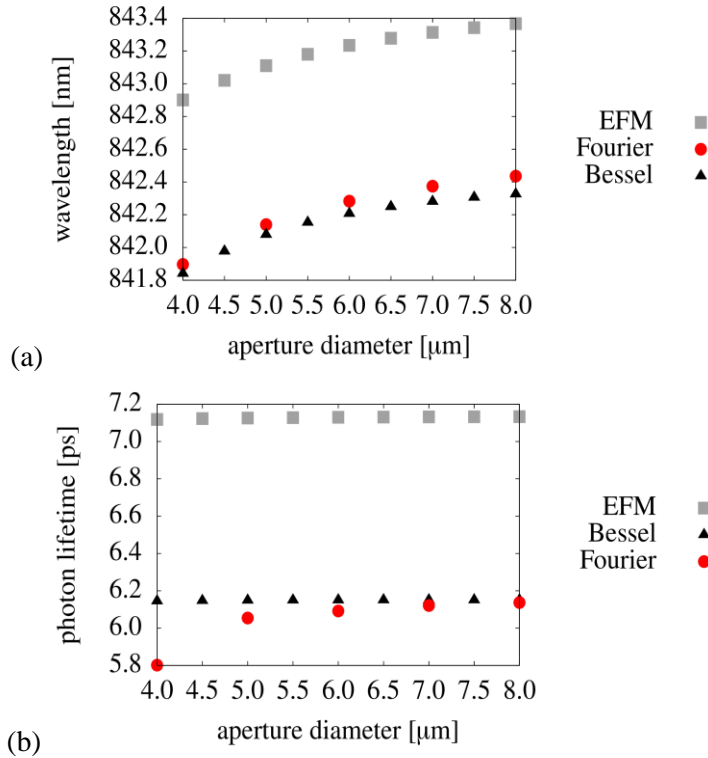 843.4
843.2
843.0
842.8
842.6
842.4
842.2
842.0
841.8
wavelength [nm]
4.0 4.5 5.0 5.5 6.0 6.5 7.0 7.5 8.0
aperture diameter [μm]
EFM
Fourier
Bessel
(a)
7.2
7.0
6.8
6.6
6.4
6.2
6.0
5.8
photon lifetime [ps]
4.0 4.5 5.0 5.5 6.0 6.5 7.0 7.5 8.0
aperture diameter [μm]
EFM
Bessel
Fourier
(b)